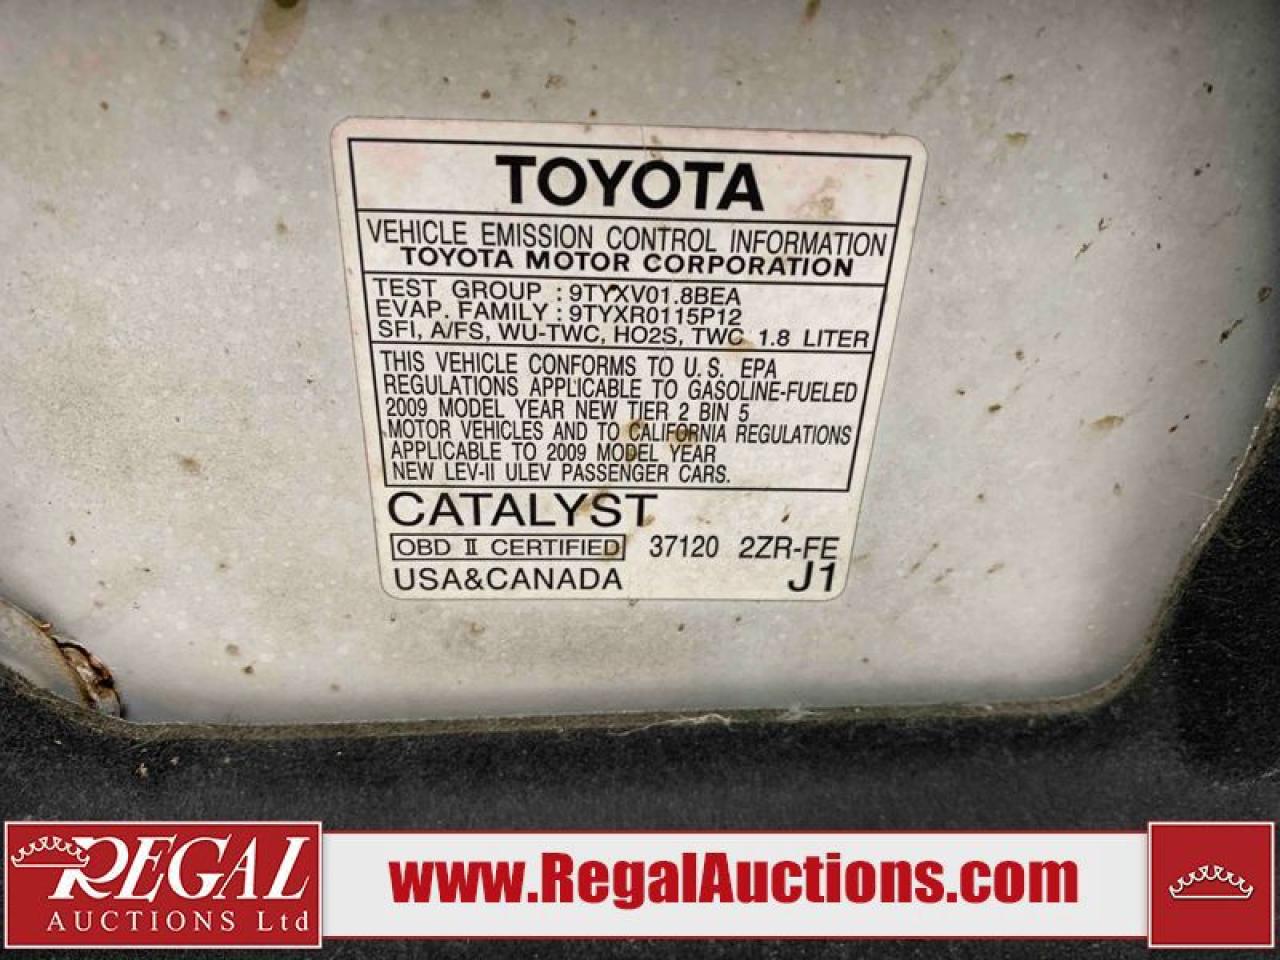 TOYOTA
VEHICLE EMISSION CONTROL INFORMATION
TOYOTA MOTOR CORPORATION
TEST GROUP : 9TYXV01.8BEA
EVAP. FAMILY : 9TYXR0115P12
SFI, A/FS, WU-TWC, HO2S, TWC 1.8 LITER
THIS VEHICLE CONFORMS TO U.S. EPA
REGULATIONS APPLICABLE TO GASOLINE-FUELED
2009 MODEL YEAR NEW TIER 2 BIN 5
MOTOR VEHICLES AND TO CALIFORNIA REGULATIONS
APPLICABLE TO 2009 MODEL YEAR
NEW LEV-II ULEV PASSENGER CARS.
CATALYST
OBD II CERTIFIED 37120 2ZR-FE
USA&CANADA J1
REGAL
AUCTIONS Ltd
www.RegalAuctions.com